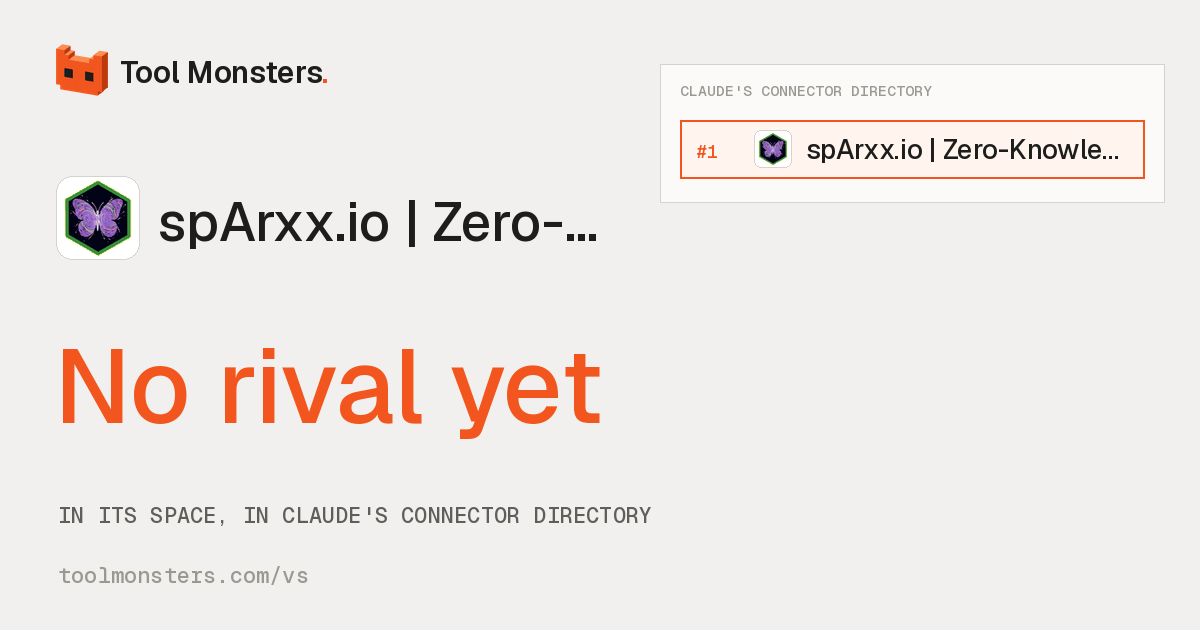 Tool Monsters.
spArxx.io | Zero-...
No rival yet
IN ITS SPACE, IN CLAUDE'S CONNECTOR DIRECTORY
toolmonsters.com/vs
CLAUDE'S CONNECTOR DIRECTORY
#1 spArxx.io | Zero-Knowle...